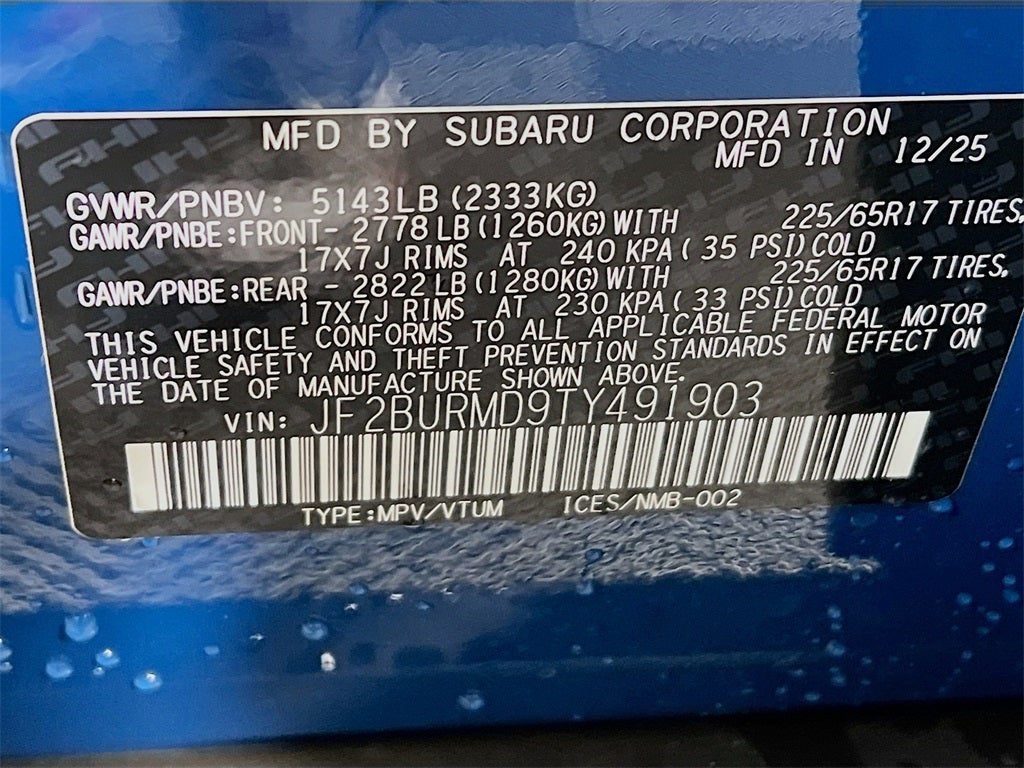 MFD BY SUBARU CORPORATION
MFD IN 12/25
GVWR/PNBV: 5143LB (2333KG)
GAWR/PNBE:FRONT- 2778LB (1260KG) WITH 225/65R17 TIRES,
17X7J RIMS AT 240 KPA ( 35 PSI) COLD
GAWR/PNBE:REAR - 2822LB (1280KG) WITH 225/65R17 TIRES,
17X7J RIMS AT 230 KPA ( 33 PSI) COLD
THIS VEHICLE CONFORMS TO ALL APPLICABLE FEDERAL MOTOR
VEHICLE SAFETY AND THEFT PREVENTION STANDARDS IN EFFECT ON
THE DATE OF MANUFACTURE SHOWN ABOVE.
VIN: JF2BURMD9TY491903
TYPE:MPV/VTUM ICES/NMB-002